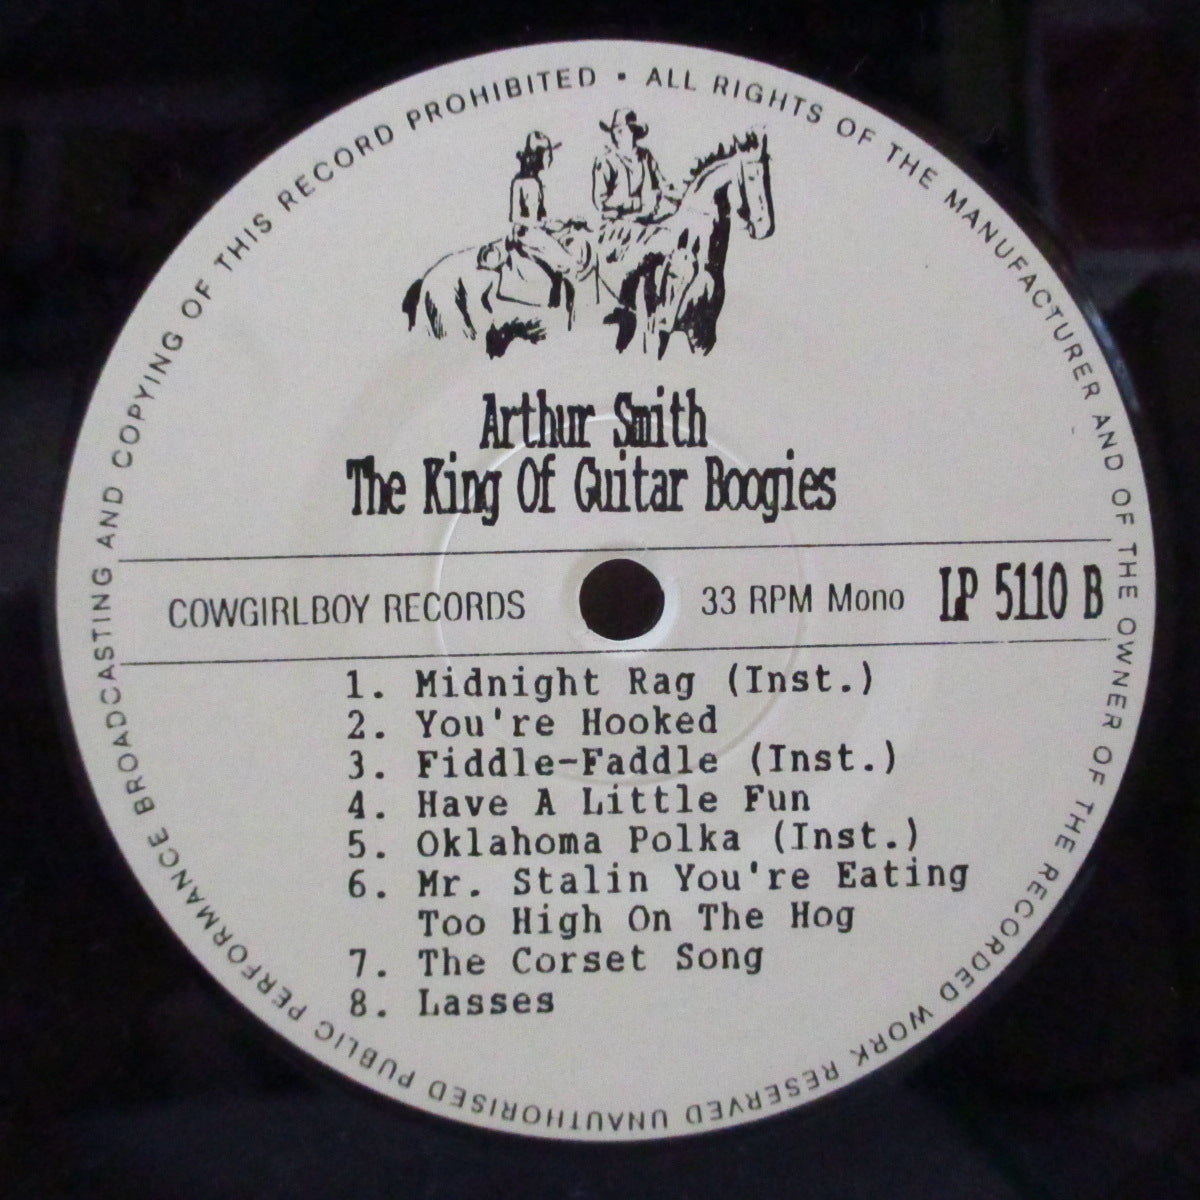 ALL RIGHTS OF THE MANUFACTURER AND OF THE OWNER OF THE RECORDED WORK RESERVED UNAUTHORISED PUBLIC PERFORMANCE BROADCASTING AND COPYING OF THIS RECORD PROHIBITED •
Arthur Smith
The King Of Guitar Boogies
COWGIRLBOY RECORDS 33 RPM Mono LP 5110 B
1. Midnight Rag (Inst.)
2. You're Hooked
3. Fiddle-Faddle (Inst.)
4. Have A Little Fun
5. Oklahoma Polka (Inst.)
6. Mr. Stalin You're Eating
Too High On The Hog
7. The Corset Song
8. Lasses